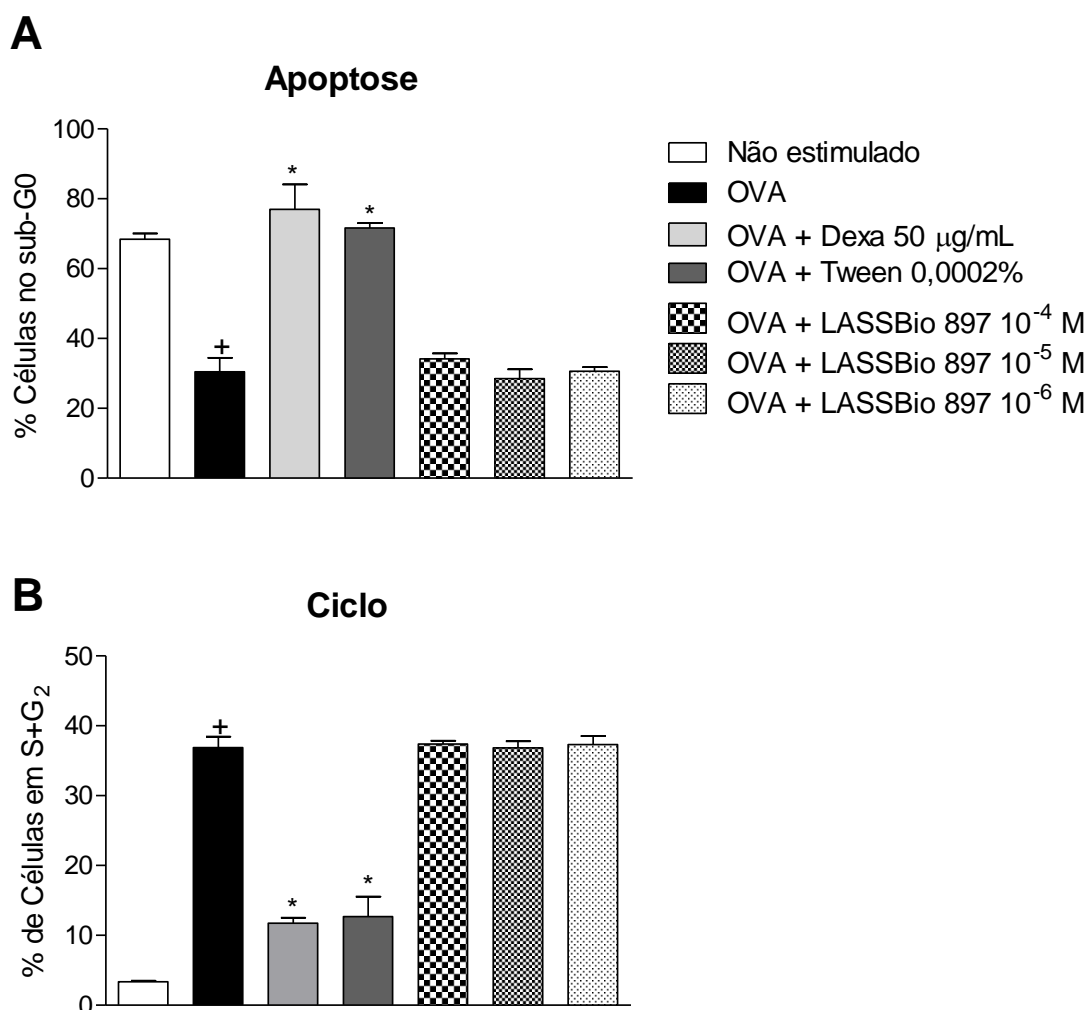 A
Apoptose
% Células no sub-G0
100
80
60
40
20
0
*
*
+
Não estimulado
OVA
OVA + Dexa 50 µg/mL
OVA + Tween 0,0002%
OVA + LASSBio 897 10⁻⁴ M
OVA + LASSBio 897 10⁻⁵ M
OVA + LASSBio 897 10⁻⁶ M
B
Ciclo
% de Células em S+G₂
50
40
30
20
10
0
+
*
*